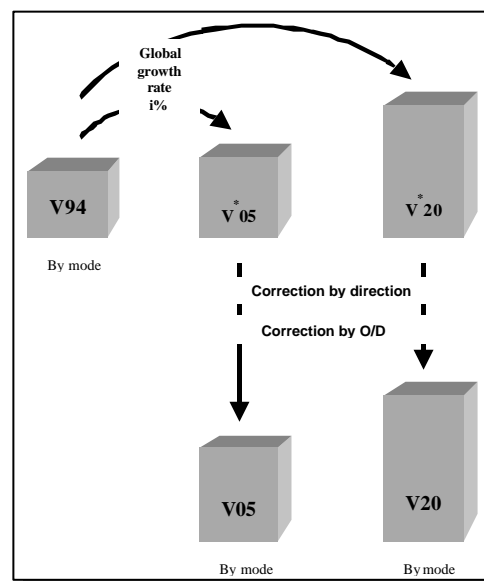 Global
growth
rate
i%
V94
V*05
V*20
By mode
Correction by direction
Correction by O/D
V05
V20
By mode
By mode